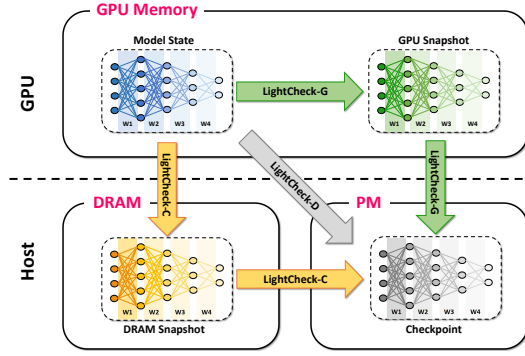 GPU Memory
Model State
GPU Snapshot
W1 W2 W3 W4
LightCheck-G
W1 W2 W3 W4
GPU
LightCheck-C
LightCheck-D
LightCheck-G
DRAM
PM
Host
W1 W2 W3 W4
LightCheck-C
W1 W2 W3 W4
DRAM Snapshot
Checkpoint